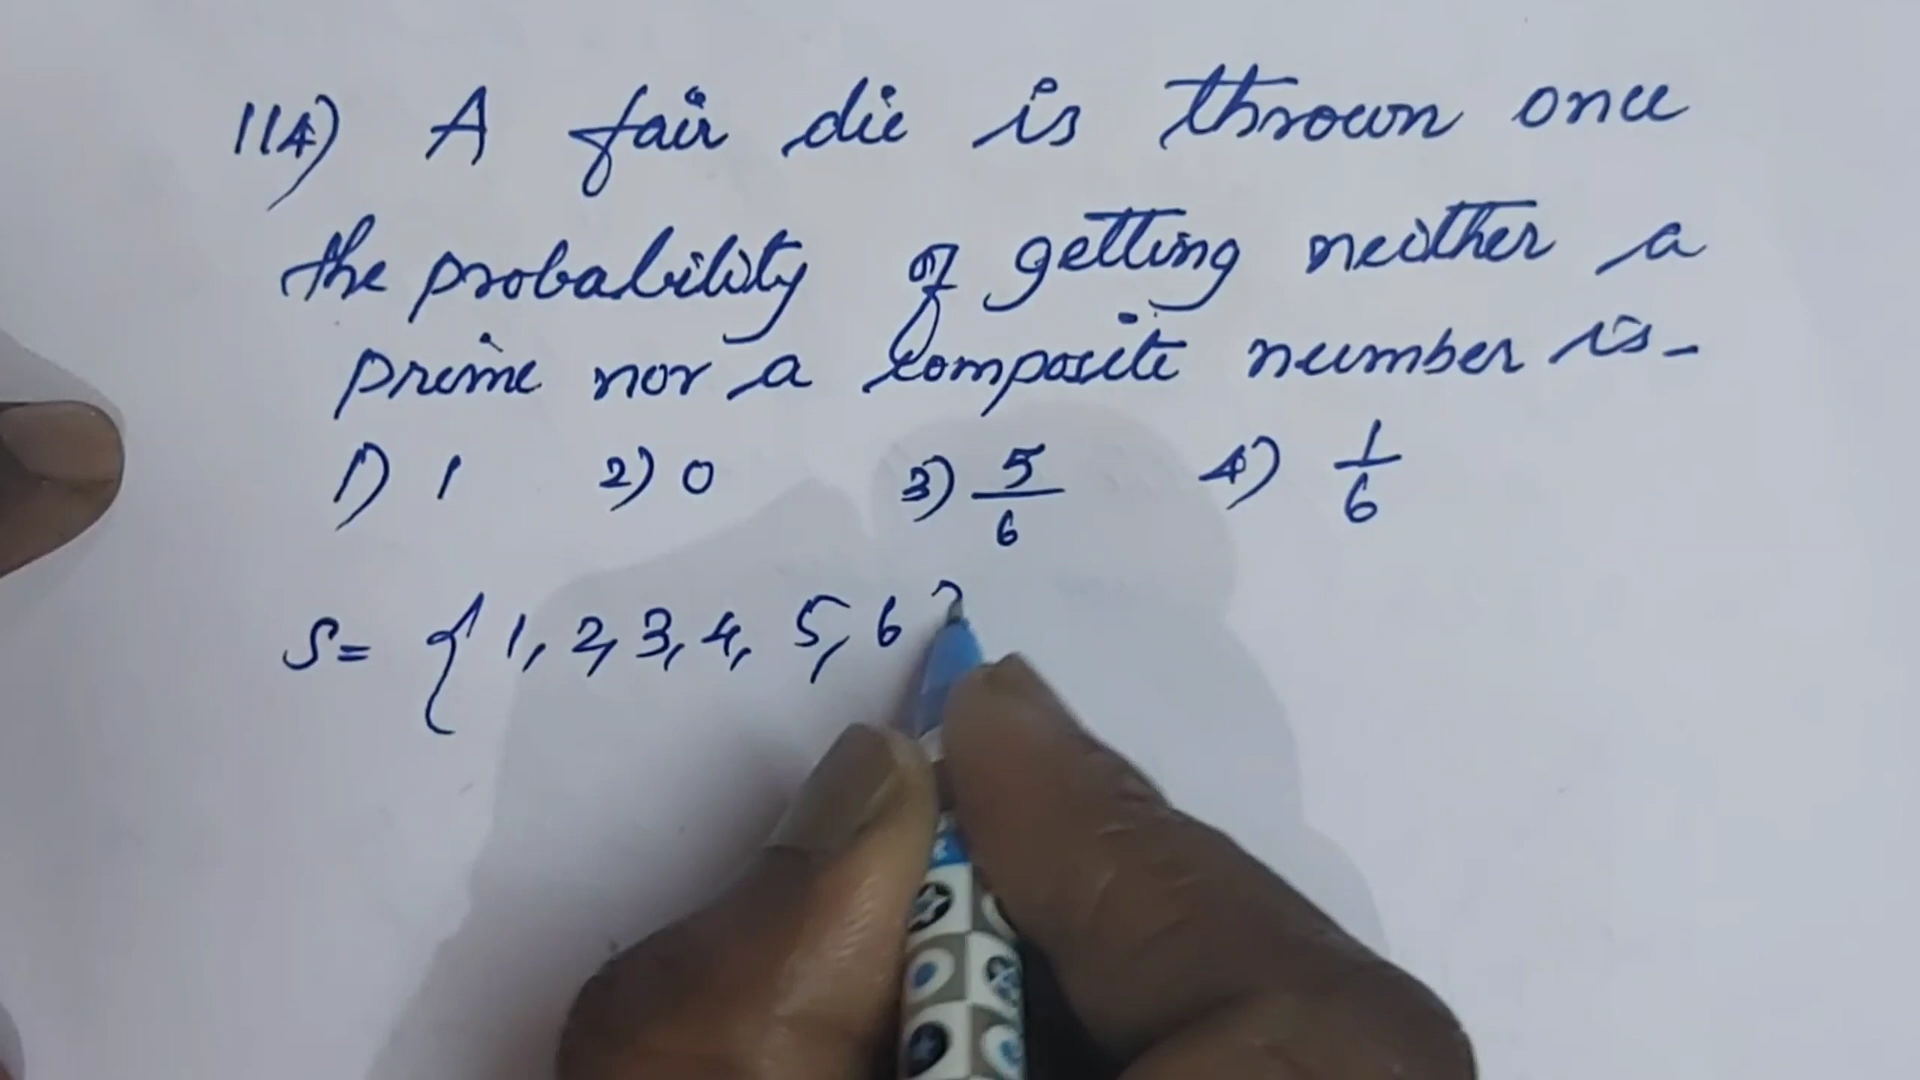 114) A fair die is thrown once
the probability of getting neither a
prime nor a composite number is-
1) 1 2) 0 3) 5/6 4) 1/6
S= { 1, 2, 3, 4, 5, 6 }